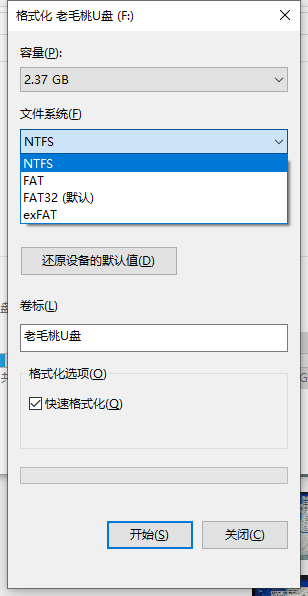 格式化 老毛桃U盘 (F:)
容量(P):
2.37 GB
文件系统(F)
NTFS
NTFS
FAT
FAT32 (默认)
exFAT
还原设备的默认值(D)
卷标(L)
老毛桃U盘
格式化选项(O)
快速格式化(Q)
开始(S)
关闭(C)
盘
共
G